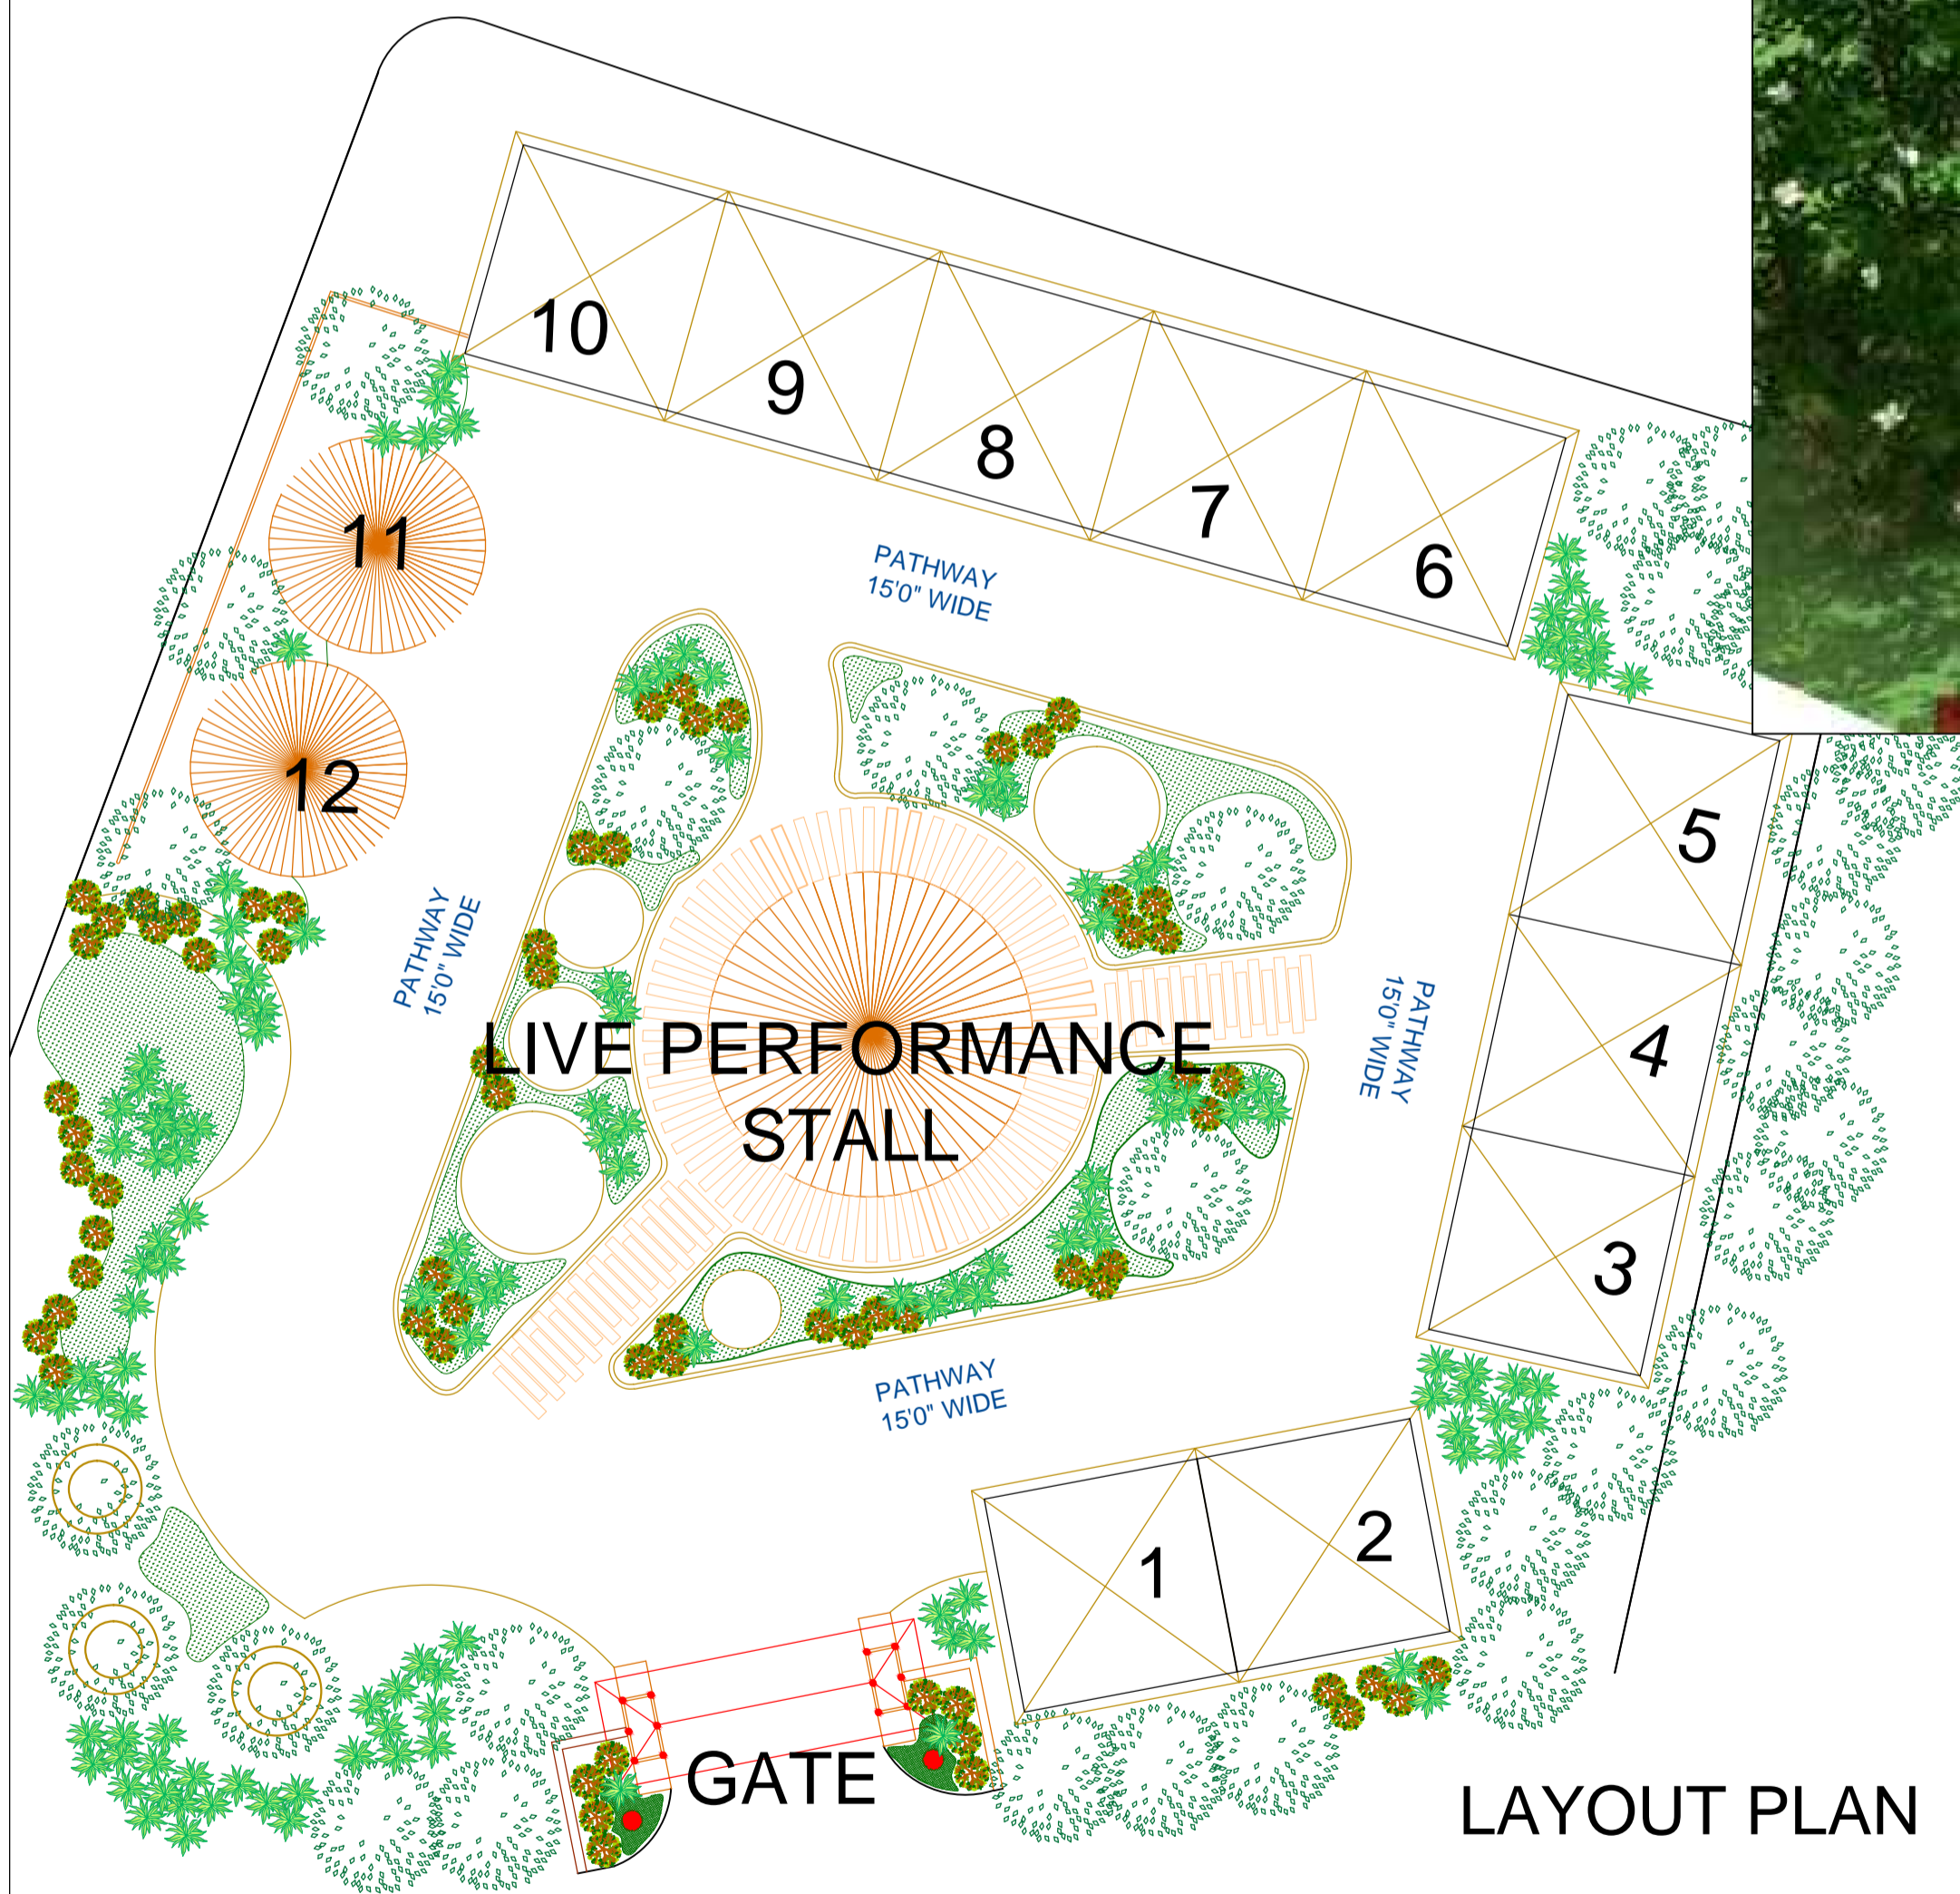 10
9
8
7
6
11
12
PATHWAY
15'0" WIDE
5
4
3
PATHWAY
15'0" WIDE
LIVE PERFORMANCE
STALL
PATHWAY
15'0" WIDE
PATHWAY
15'0" WIDE
1
2
GATE
LAYOUT PLAN